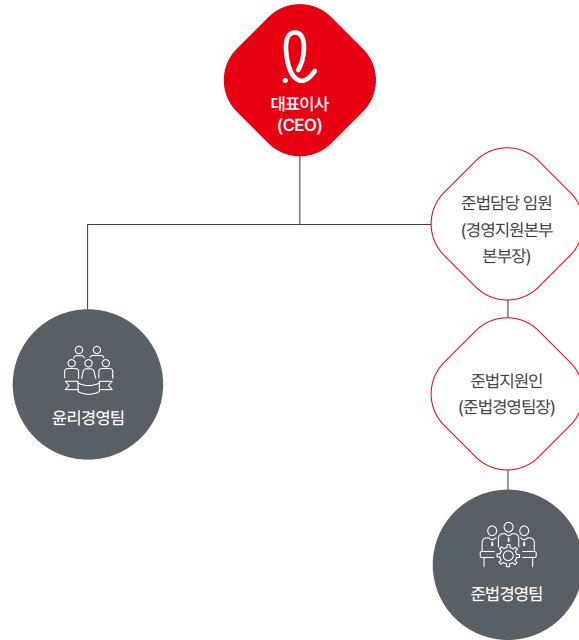 대표이사
(CEO)
준법담당 임원
(경영지원본부
본부장)
준법지원인
(준법경영팀장)
윤리경영팀
준법경영팀